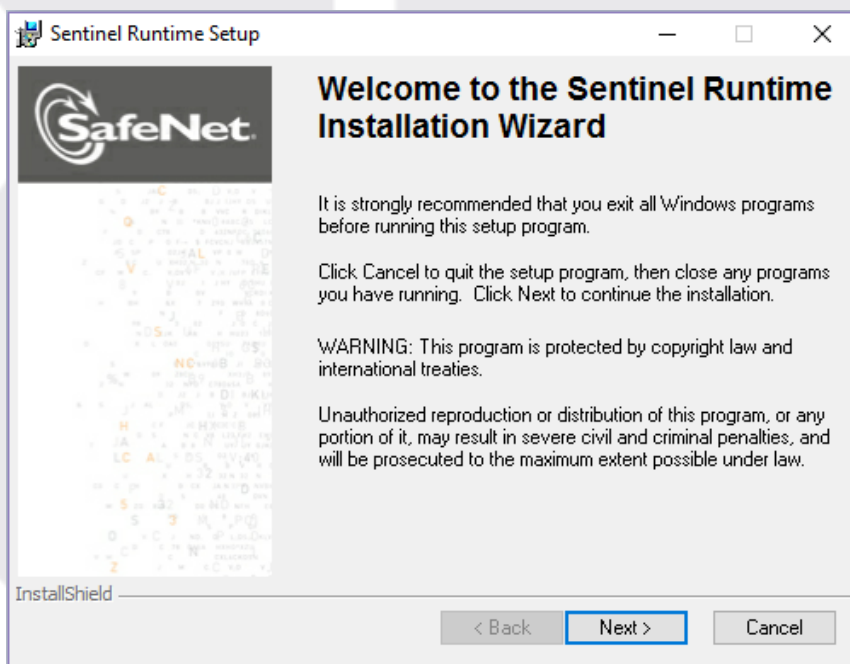 Sentinel Runtime Setup
SafeNet.
Welcome to the Sentinel Runtime
Installation Wizard
It is strongly recommended that you exit all Windows programs
before running this setup program.
Click Cancel to quit the setup program, then close any programs
you have running. Click Next to continue the installation.
WARNING: This program is protected by copyright law and
international treaties.
Unauthorized reproduction or distribution of this program, or any
portion of it, may result in severe civil and criminal penalties, and
will be prosecuted to the maximum extent possible under law.
InstallShield
< Back
Next >
Cancel